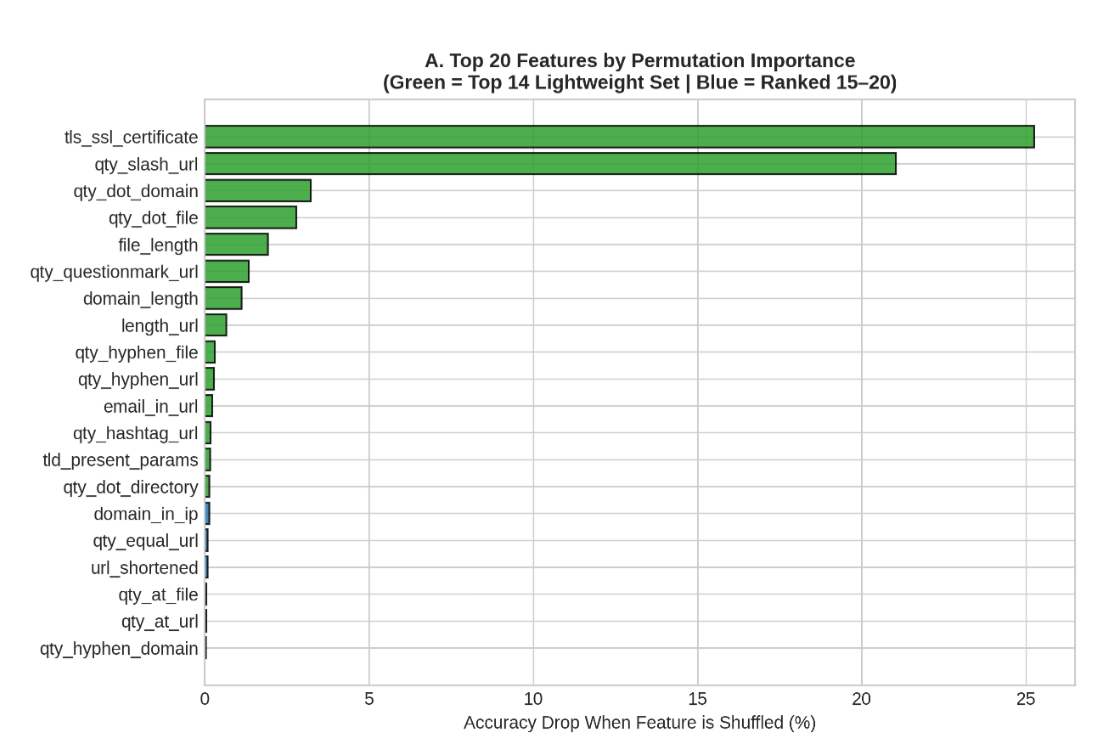 A. Top 20 Features by Permutation Importance
(Green = Top 14 Lightweight Set | Blue = Ranked 15–20)
tls_ssl_certificate
qty_slash_url
qty_dot_domain
qty_dot_file
file_length
qty_questionmark_url
domain_length
length_url
qty_hyphen_file
qty_hyphen_url
email_in_url
qty_hashtag_url
tld_present_params
qty_dot_directory
domain_in_ip
qty_equal_url
url_shortened
qty_at_file
qty_at_url
qty_hyphen_domain
0 5 10 15 20 25
Accuracy Drop When Feature is Shuffled (%)